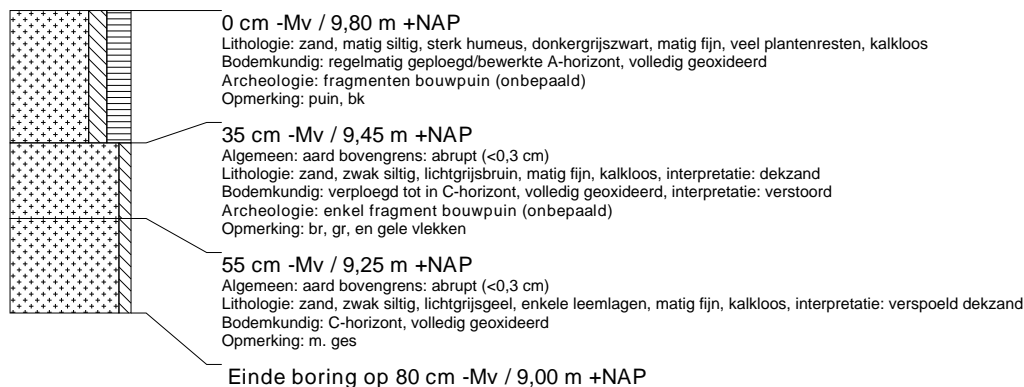 0 cm -Mv / 9,80 m +NAP
Lithologie: zand, matig siltig, sterk humeus, donkergrijszwart, matig fijn, veel plantenresten, kalkloos
Bodemkundig: regelmatig geploegd/bewerkte A-horizont, volledig geoxideerd
Archeologie: fragmenten bouwpuin (onbepaald)
Opmerking: puin, bk
35 cm -Mv / 9,45 m +NAP
Algemeen: aard bovengrens: abrupt (<0,3 cm)
Lithologie: zand, zwak siltig, lichtgrijsbruin, matig fijn, kalkloos, interpretatie: dekzand
Bodemkundig: verploegd tot in C-horizont, volledig geoxideerd, interpretatie: verstoord
Archeologie: enkel fragment bouwpuin (onbepaald)
Opmerking: br, gr, en gele vlekken
55 cm -Mv / 9,25 m +NAP
Algemeen: aard bovengrens: abrupt (<0,3 cm)
Lithologie: zand, zwak siltig, lichtgrijsgeel, enkele leemlagen, matig fijn, kalkloos, interpretatie: verspoeld dekzand
Bodemkundig: C-horizont, volledig geoxideerd
Opmerking: m. ges
Einde boring op 80 cm -Mv / 9,00 m +NAP